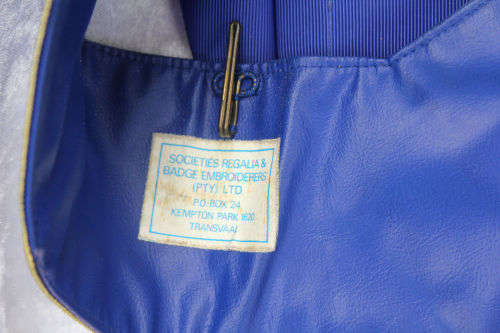 SOCIETIES REGALIA &
BADGE EMBROIDERERS
(PTY) LTD
P.O. BOX 24
KEMPTON PARK 1620
TRANSVAAL